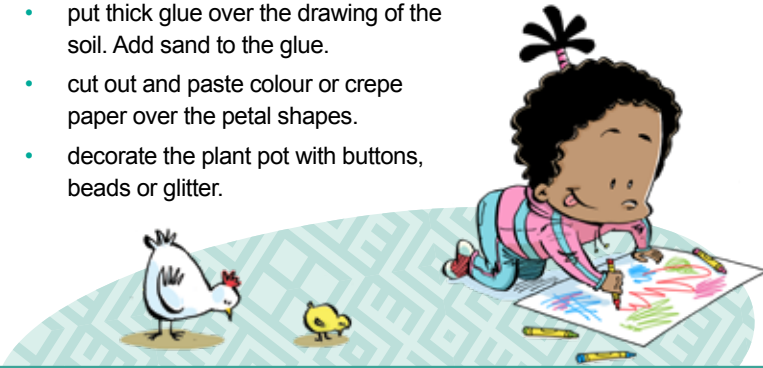 • put thick glue over the drawing of the
soil. Add sand to the glue.
• cut out and paste colour or crepe
paper over the petal shapes.
• decorate the plant pot with buttons,
beads or glitter.